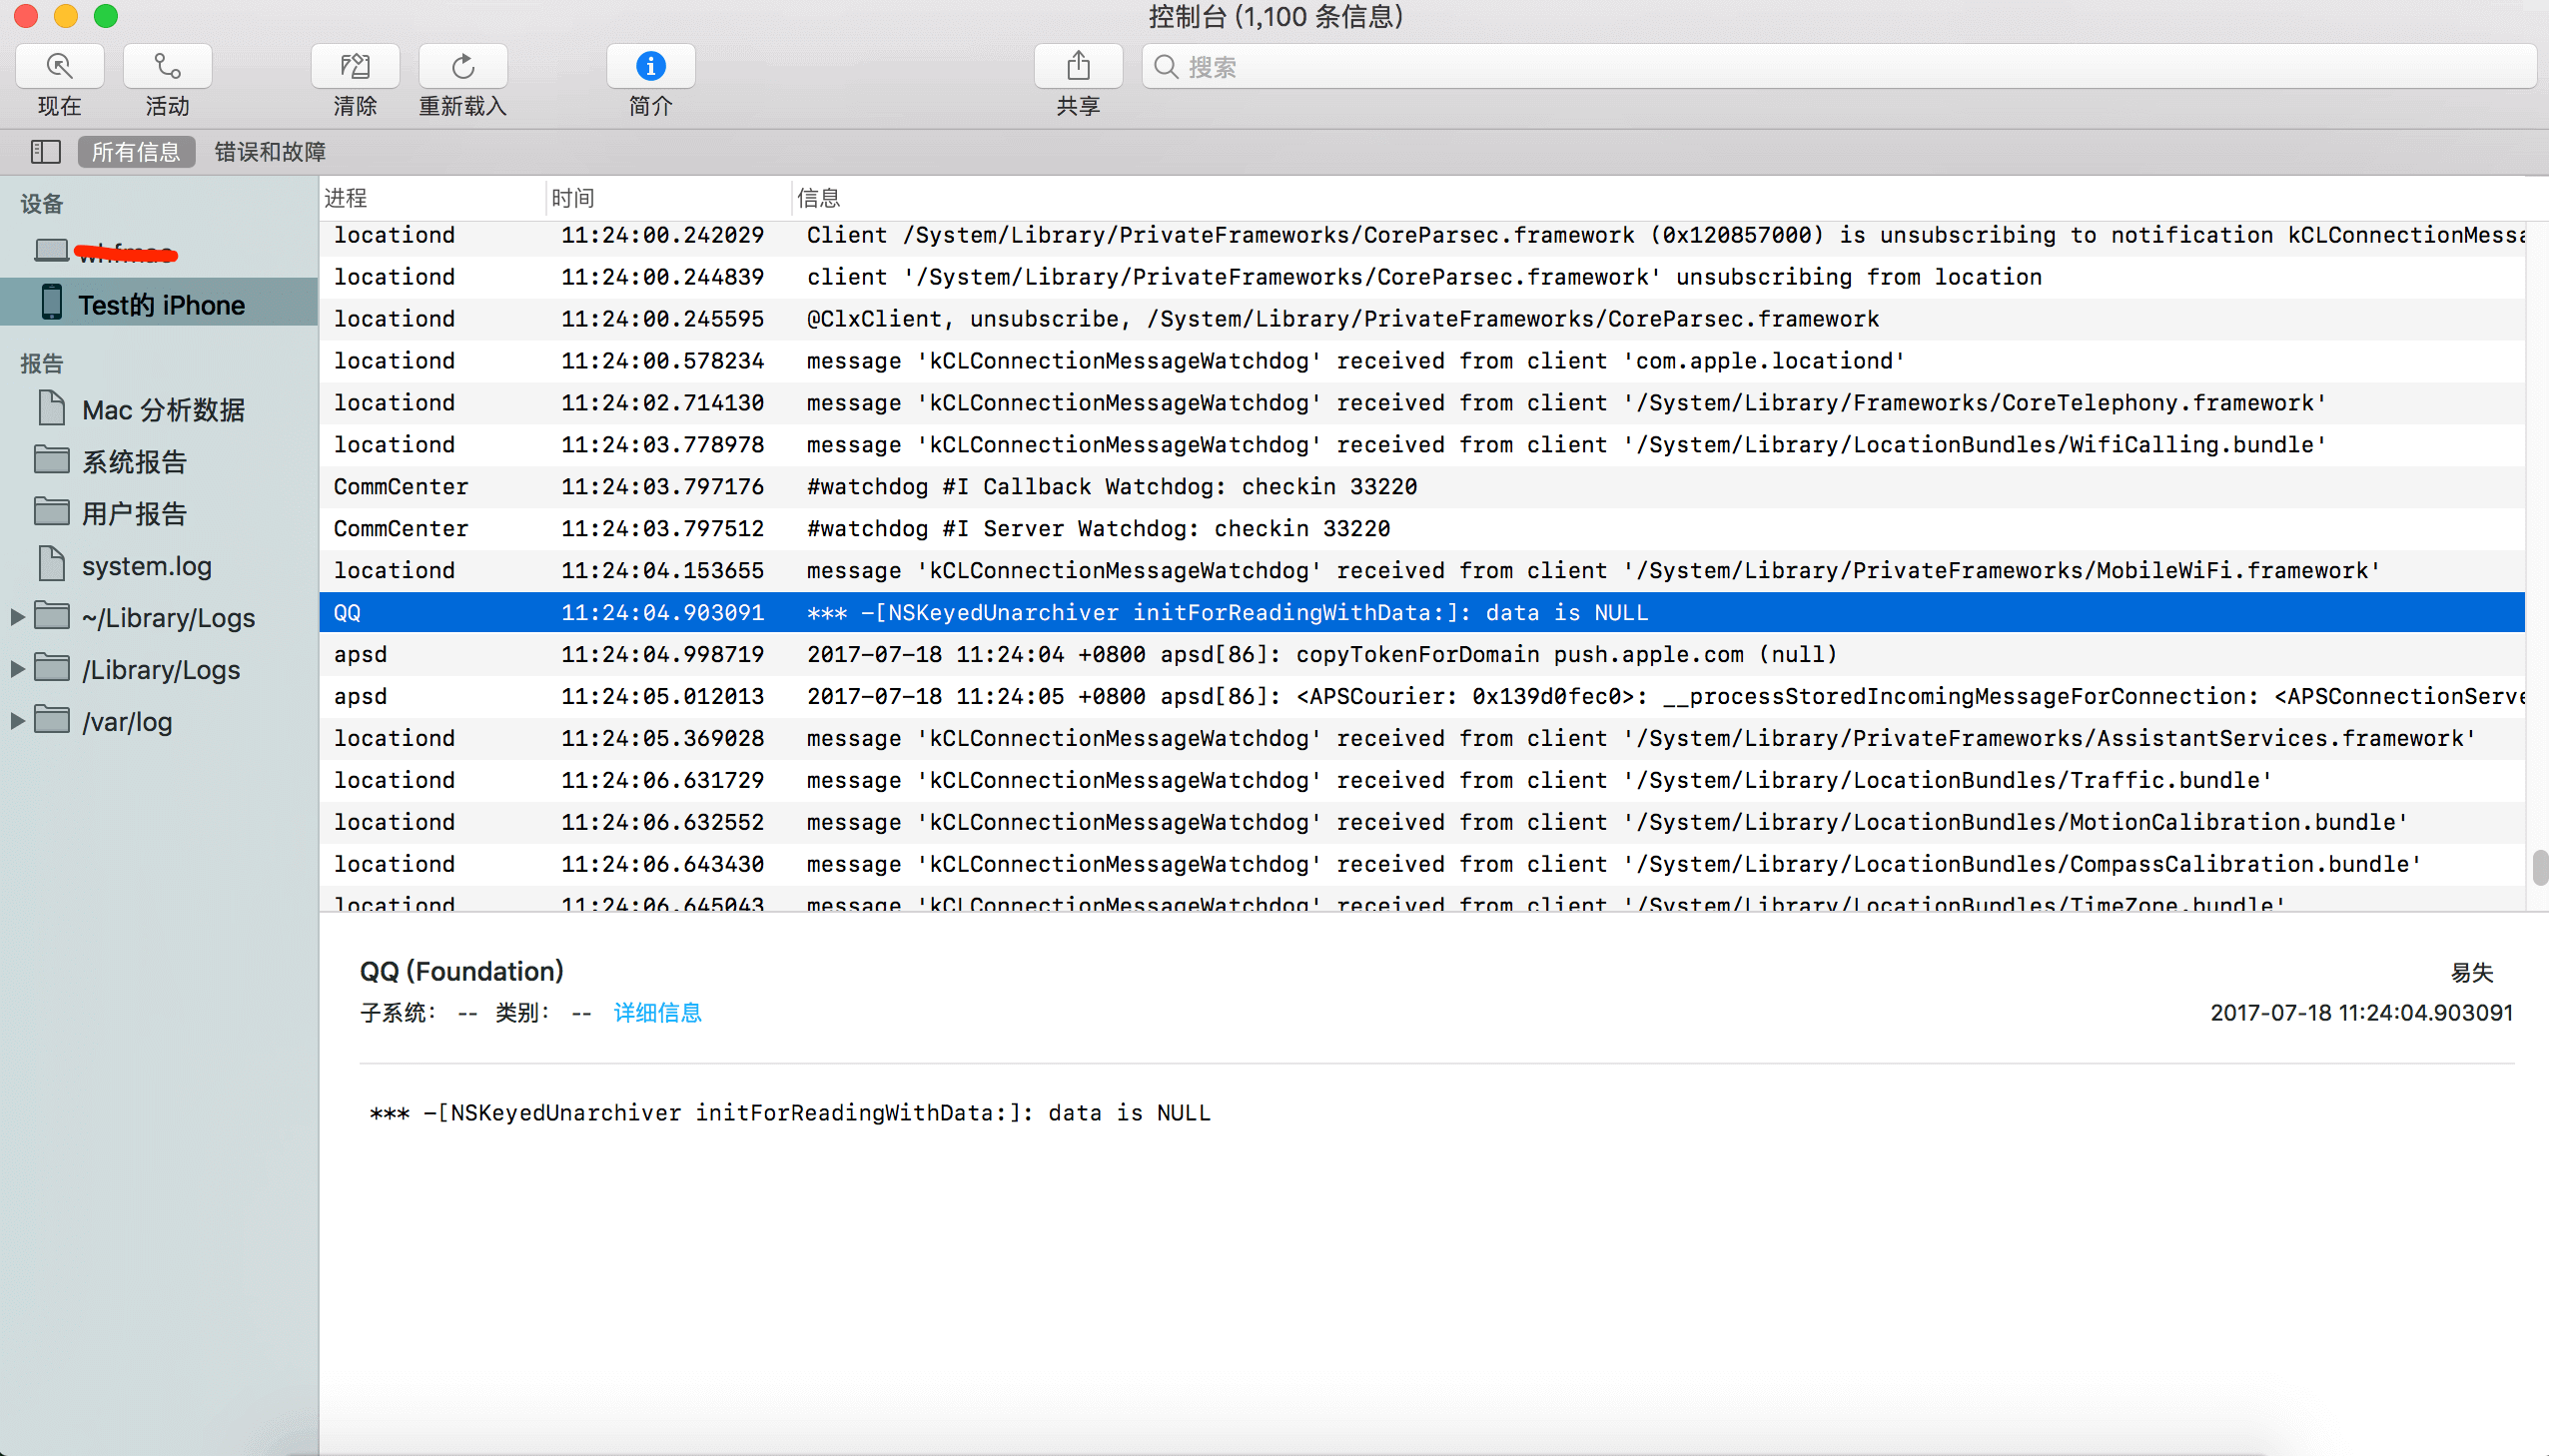 控制台 (1,100 条信息)
搜索
现在 活动 清除 重新载入 简介 共享
所有信息 错误和故障
设备
Test的 iPhone
报告
Mac 分析数据
系统报告
用户报告
system.log
~/Library/Logs
/Library/Logs
/var/log
进程 时间 信息
locationd 11:24:00.242029 Client /System/Library/PrivateFrameworks/CoreParsec.framework (0x120857000) is unsubscribing to notification kCLConnectionMessa
locationd 11:24:00.244839 client '/System/Library/PrivateFrameworks/CoreParsec.framework' unsubscribing from location
locationd 11:24:00.245595 @ClxClient, unsubscribe, /System/Library/PrivateFrameworks/CoreParsec.framework
locationd 11:24:00.578234 message 'kCLConnectionMessageWatchdog' received from client 'com.apple.locationd'
locationd 11:24:02.714130 message 'kCLConnectionMessageWatchdog' received from client '/System/Library/Frameworks/CoreTelephony.framework'
locationd 11:24:03.778978 message 'kCLConnectionMessageWatchdog' received from client '/System/Library/LocationBundles/WifiCalling.bundle'
CommCenter 11:24:03.797176 #watchdog #I Callback Watchdog: checkin 33220
CommCenter 11:24:03.797512 #watchdog #I Server Watchdog: checkin 33220
locationd 11:24:04.153655 message 'kCLConnectionMessageWatchdog' received from client '/System/Library/PrivateFrameworks/MobileWiFi.framework'
QQ 11:24:04.903091 *** -[NSKeyedUnarchiver initForReadingWithData:]: data is NULL
apsd 11:24:04.998719 2017-07-18 11:24:04 +0800 apsd[86]: copyTokenForDomain push.apple.com (null)
apsd 11:24:05.012013 2017-07-18 11:24:05 +0800 apsd[86]: <APSCourier: 0x139d0fec0>: __processStoredIncomingMessageForConnection: <APSConnectionServe
locationd 11:24:05.369028 message 'kCLConnectionMessageWatchdog' received from client '/System/Library/PrivateFrameworks/AssistantServices.framework'
locationd 11:24:06.631729 message 'kCLConnectionMessageWatchdog' received from client '/System/Library/LocationBundles/Traffic.bundle'
locationd 11:24:06.632552 message 'kCLConnectionMessageWatchdog' received from client '/System/Library/LocationBundles/MotionCalibration.bundle'
locationd 11:24:06.643430 message 'kCLConnectionMessageWatchdog' received from client '/System/Library/LocationBundles/CompassCalibration.bundle'
locationd 11:24:06.645043 message 'kCLConnectionMessageWatchdog' received from client '/System/Library/LocationBundles/TimeZone.bundle'
QQ (Foundation) 易失
子系统： -- 类别： -- 详细信息 2017-07-18 11:24:04.903091
*** -[NSKeyedUnarchiver initForReadingWithData:]: data is NULL